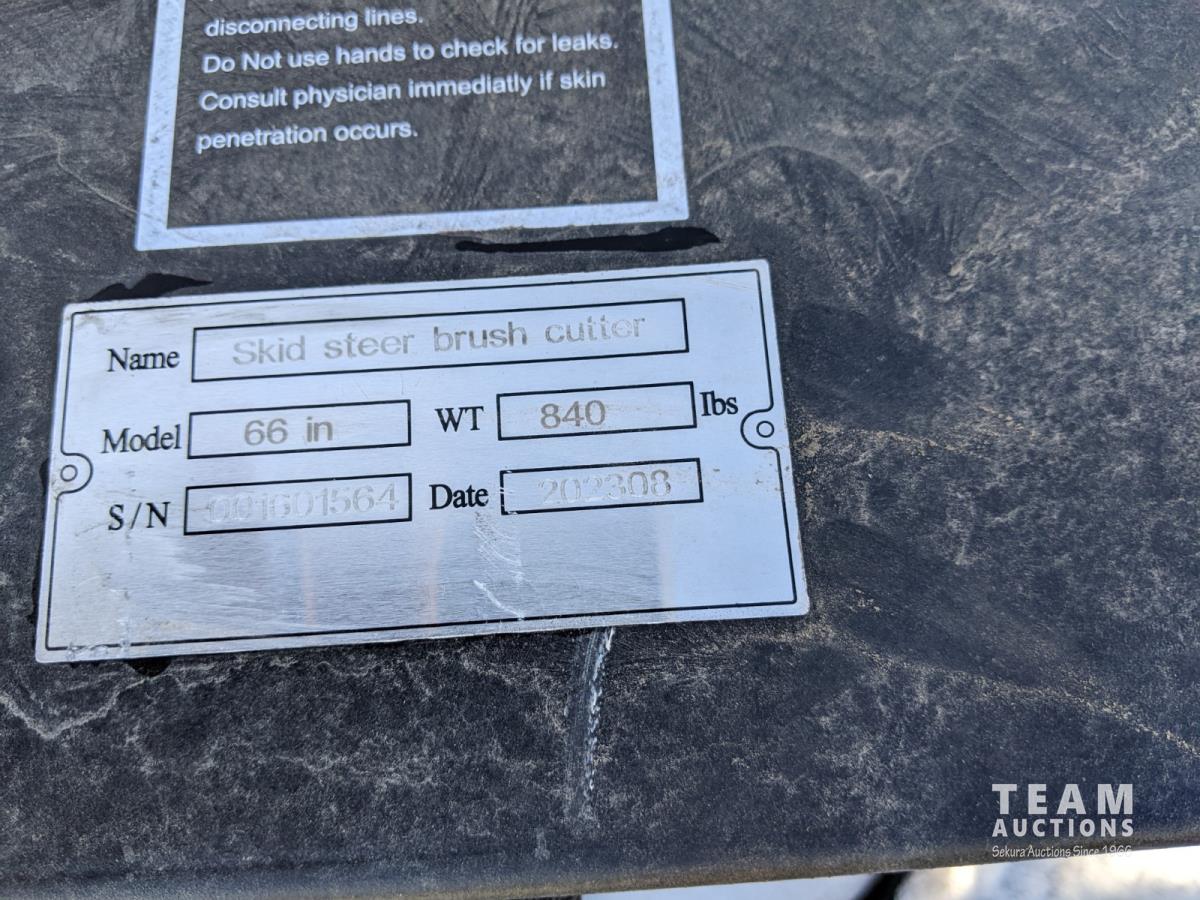 disconnecting lines.
Do Not use hands to check for leaks.
Consult physician immediatly if skin
penetration occurs.
Name Skid steer brush cutter
Model 66 in WT 840 Ibs
S/N 001601564 Date 202308
TEAM
AUCTIONS
Sekura Auctions Since 1966